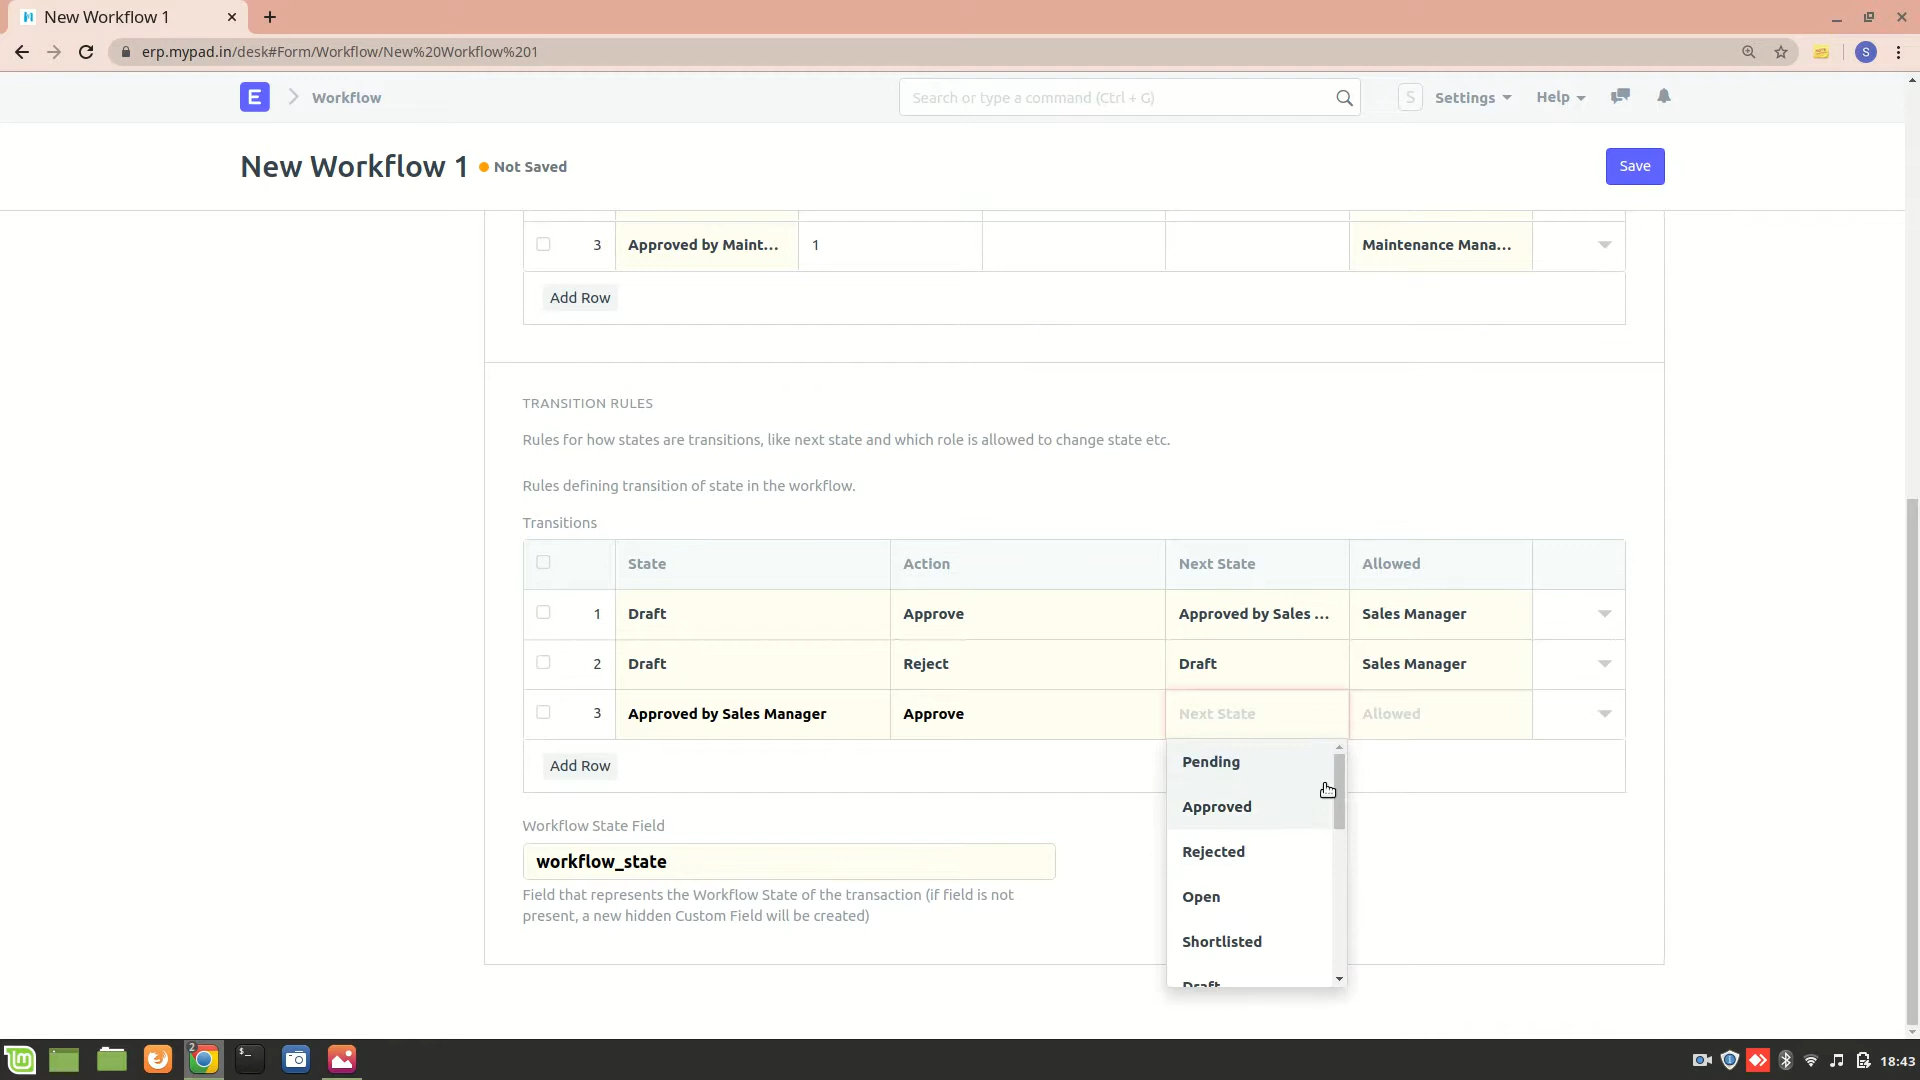 New Workflow 1
erp.mypad.in/desk#Form/Workflow/New%20Workflow%201
S
E
Workflow
Search or type a command (Ctrl + G)
S
Settings
Help
New Workflow 1
Not Saved
Save
3 Approved by Maint... 1 Maintenance Mana...
Add Row
TRANSITION RULES
Rules for how states are transitions, like next state and which role is allowed to change state etc.
Rules defining transition of state in the workflow.
Transitions
State Action Next State Allowed
1 Draft Approve Approved by Sales ... Sales Manager
2 Draft Reject Draft Sales Manager
3 Approved by Sales Manager Approve Next State Allowed
Add Row
Pending
Approved
Rejected
Open
Shortlisted
Draft
Workflow State Field
workflow_state
Field that represents the Workflow State of the transaction (if field is not
present, a new hidden Custom Field will be created)
2
18:43